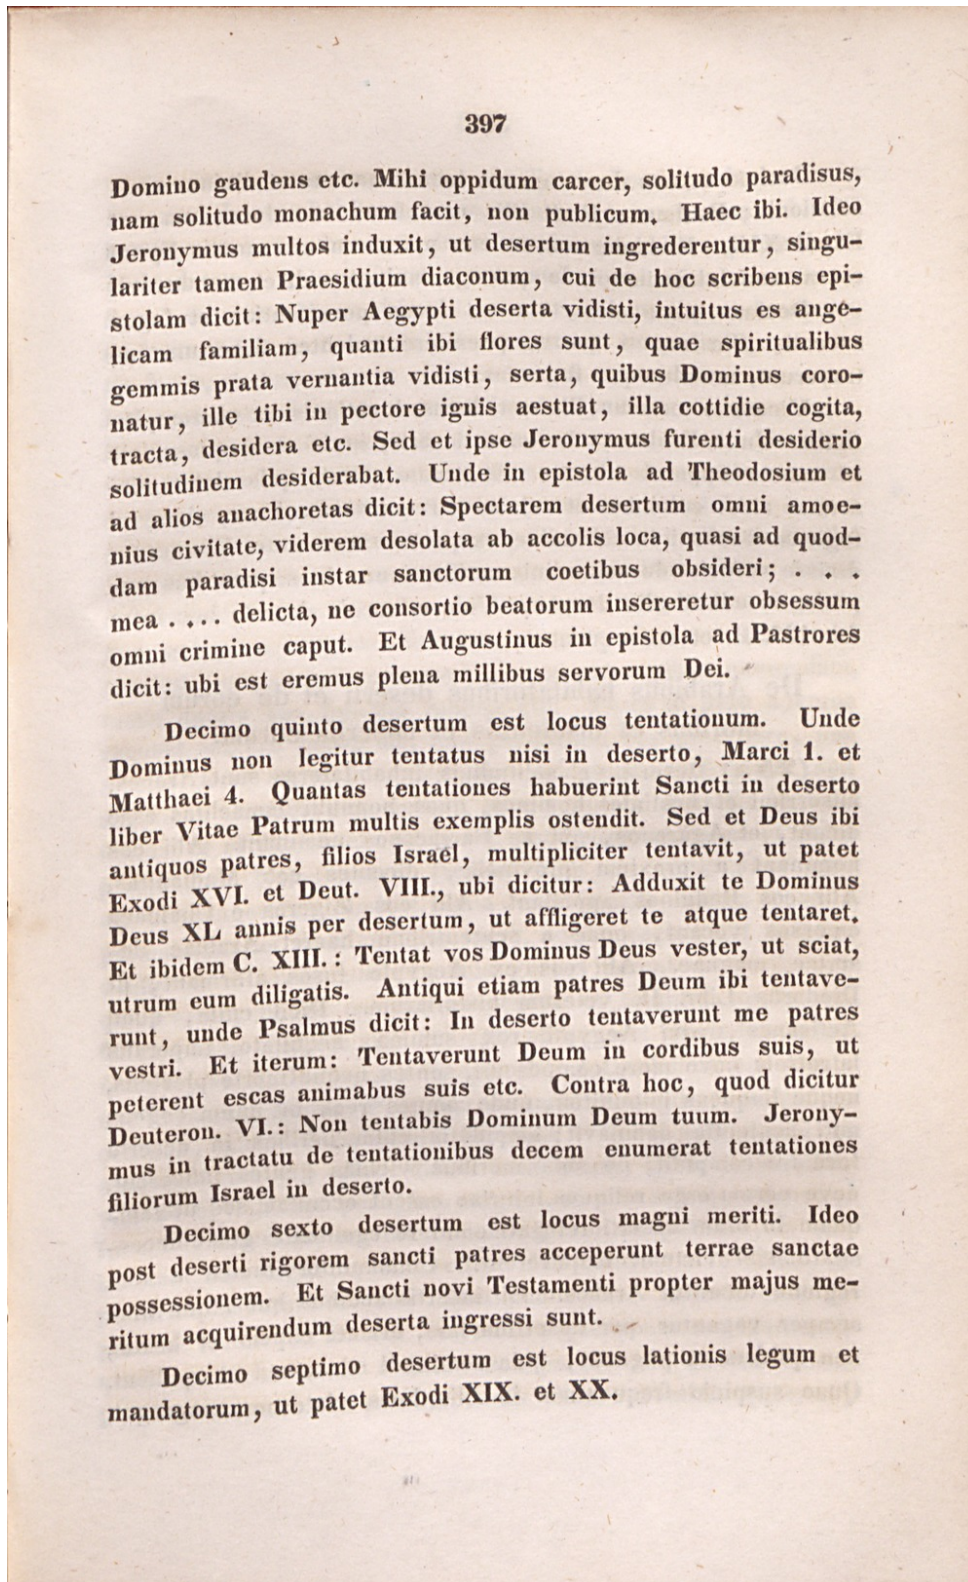 397
Domino gaudens etc. Mihi oppidum carcer, solitudo paradisus,
nam solitudo monachum facit, non publicum. Haec ibi. Ideo
Jeronymus multos induxit, ut desertum ingrederentur, singu-
lariter tamen Praesidium diaconum, cui de hoc scribens epi-
stolam dicit: Nuper Aegypti deserta vidisti, intuitus es ange-
licam familiam, quanti ibi flores sunt, quae spiritualibus
gemmis prata vernantia vidisti, serta, quibus Dominus coro-
natur, ille tibi in pectore ignis aestuat, illa cottidie cogita,
tracta, desidera etc. Sed et ipse Jeronymus furenti desiderio
solitudinem desiderabat. Unde in epistola ad Theodosium et
ad alios anachoretas dicit: Spectarem desertum omni amoe-
nius civitate, viderem desolata ab accolis loca, quasi ad quod-
dam paradisi instar sanctorum coetibus obsideri; . . .
mea . . . . delicta, ne consortio beatorum insereretur obsessum
omni crimine caput. Et Augustinus in epistola ad Pastrores
dicit: ubi est eremus plena millibus servorum Dei.
Decimo quinto desertum est locus tentationum. Unde
Dominus non legitur tentatus nisi in deserto, Marci 1. et
Matthaei 4. Quantas tentationes habuerint Sancti in deserto
liber Vitae Patrum multis exemplis ostendit. Sed et Deus ibi
antiquos patres, filios Israel, multipliciter tentavit, ut patet
Exodi XVI. et Deut. VIII., ubi dicitur: Adduxit te Dominus
Deus XL annis per desertum, ut affligeret te atque tentaret.
Et ibidem C. XIII.: Tentat vos Dominus Deus vester, ut sciat,
utrum eum diligatis. Antiqui etiam patres Deum ibi tentave-
runt, unde Psalmus dicit: In deserto tentaverunt me patres
vestri. Et iterum: Tentaverunt Deum in cordibus suis, ut
peterent escas animabus suis etc. Contra hoc, quod dicitur
Deuteron. VI.: Non tentabis Dominum Deum tuum. Jerony-
mus in tractatu de tentationibus decem enumerat tentationes
filiorum Israel in deserto.
Decimo sexto desertum est locus magni meriti. Ideo
post deserti rigorem sancti patres acceperunt terrae sanctae
possessionem. Et Sancti novi Testamenti propter majus me-
ritum acquirendum deserta ingressi sunt.
Decimo septimo desertum est locus lationis legum et
mandatorum, ut patet Exodi XIX. et XX.